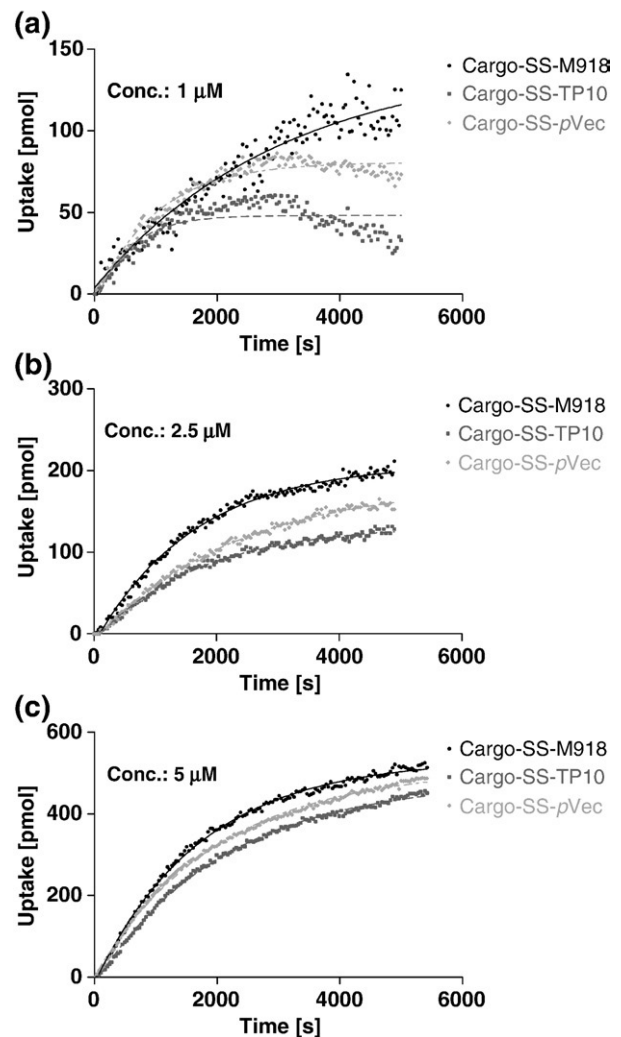 (a)
150
100
50
0
Uptake [pmol]
Conc.: 1 µM
Cargo-SS-M918
Cargo-SS-TP10
Cargo-SS-pVec
0 2000 4000 6000
Time [s]
(b)
300
200
100
0
Uptake [pmol]
Conc.: 2.5 µM
Cargo-SS-M918
Cargo-SS-TP10
Cargo-SS-pVec
0 2000 4000 6000
Time [s]
(c)
600
400
200
0
Uptake [pmol]
Conc.: 5 µM
Cargo-SS-M918
Cargo-SS-TP10
Cargo-SS-pVec
0 2000 4000 6000
Time [s]